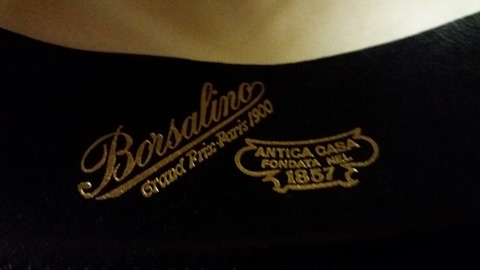 Borsalino
Grand Prix-Paris 1900
ANTICA CASA
FONDATA NEL
1857